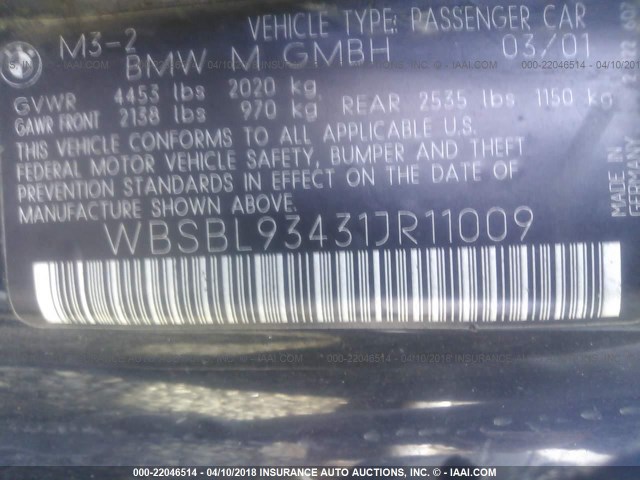 VEHICLE TYPE: PASSENGER CAR
M3-2
BMW M GMBH 03/01
GVWR 4453 lbs 2020 kg
GAWR FRONT 2138 lbs 970 kg REAR 2535 lbs 1150 kg
THIS VEHICLE CONFORMS TO ALL APPLICABLE U.S.
FEDERAL MOTOR VEHICLE SAFETY, BUMPER AND THEFT
PREVENTION STANDARDS IN EFFECT ON THE DATE OF
MANUFACTURE SHOWN ABOVE.
MADE IN
GERMANY
WBSBL93431JR11009
000-22046514 - 04/10/2018 INSURANCE AUTO AUCTIONS, INC. - © IAAI.COM